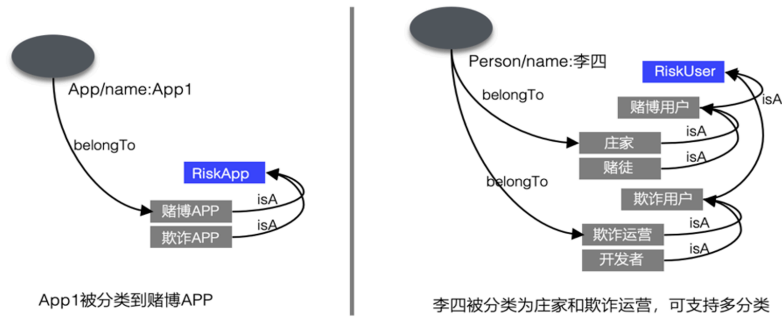 App/name:App1
belongTo
RiskApp
赌博APP
isA
欺诈APP
isA
App1被分类到赌博APP
Person/name:李四
belongTo
RiskUser
isA
赌博用户
庄家
isA
赌徒
isA
belongTo
欺诈用户
欺诈运营
isA
开发者
isA
李四被分类为庄家和欺诈运营，可支持多分类